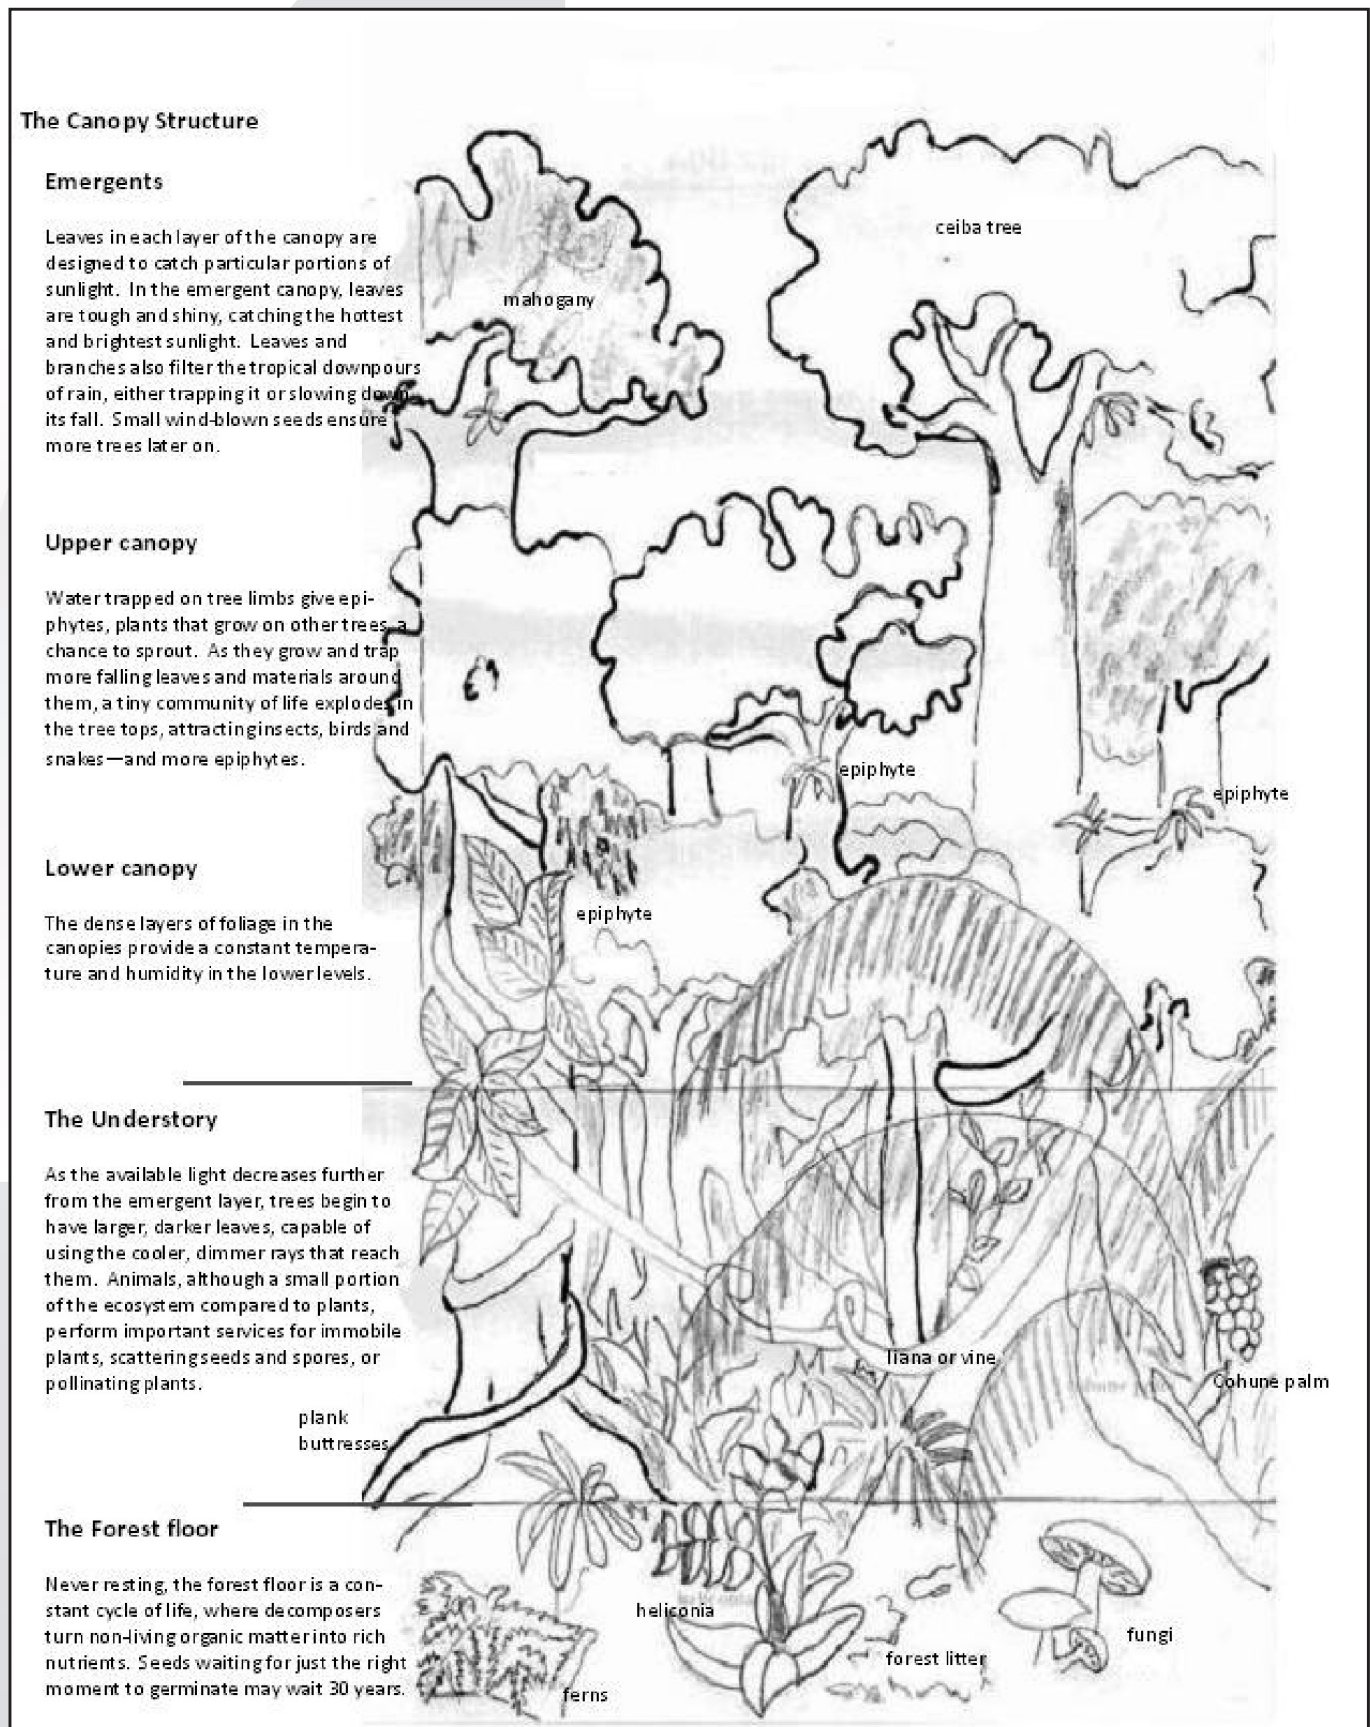 The Canopy Structure
Emergents
Leaves in each layer of the canopy are
designed to catch particular portions of
sunlight. In the emergent canopy, leaves
are tough and shiny, catching the hottest
and brightest sunlight. Leaves and
branches also filter the tropical downpours
of rain, either trapping it or slowing down
its fall. Small wind-blown seeds ensure
more trees later on.
mahogany
ceiba tree
Upper canopy
Water trapped on tree limbs give epi-
phytes, plants that grow on other trees, a
chance to sprout. As they grow and trap
more falling leaves and materials around
them, a tiny community of life explodes in
the tree tops, attracting insects, birds and
snakes—and more epiphytes.
epiphyte
epiphyte
Lower canopy
The dense layers of foliage in the
canopies provide a constant tempera-
ture and humidity in the lower levels.
epiphyte
The Understory
As the available light decreases further
from the emergent layer, trees begin to
have larger, darker leaves, capable of
using the cooler, dimmer rays that reach
them. Animals, although a small portion
of the ecosystem compared to plants,
perform important services for immobile
plants, scattering seeds and spores, or
pollinating plants.
liana or vine
Cohune palm
plank
buttresses
The Forest floor
Never resting, the forest floor is a con-
stant cycle of life, where decomposers
turn non-living organic matter into rich
nutrients. Seeds waiting for just the right
moment to germinate may wait 30 years.
heliconia
fungi
forest litter
ferns